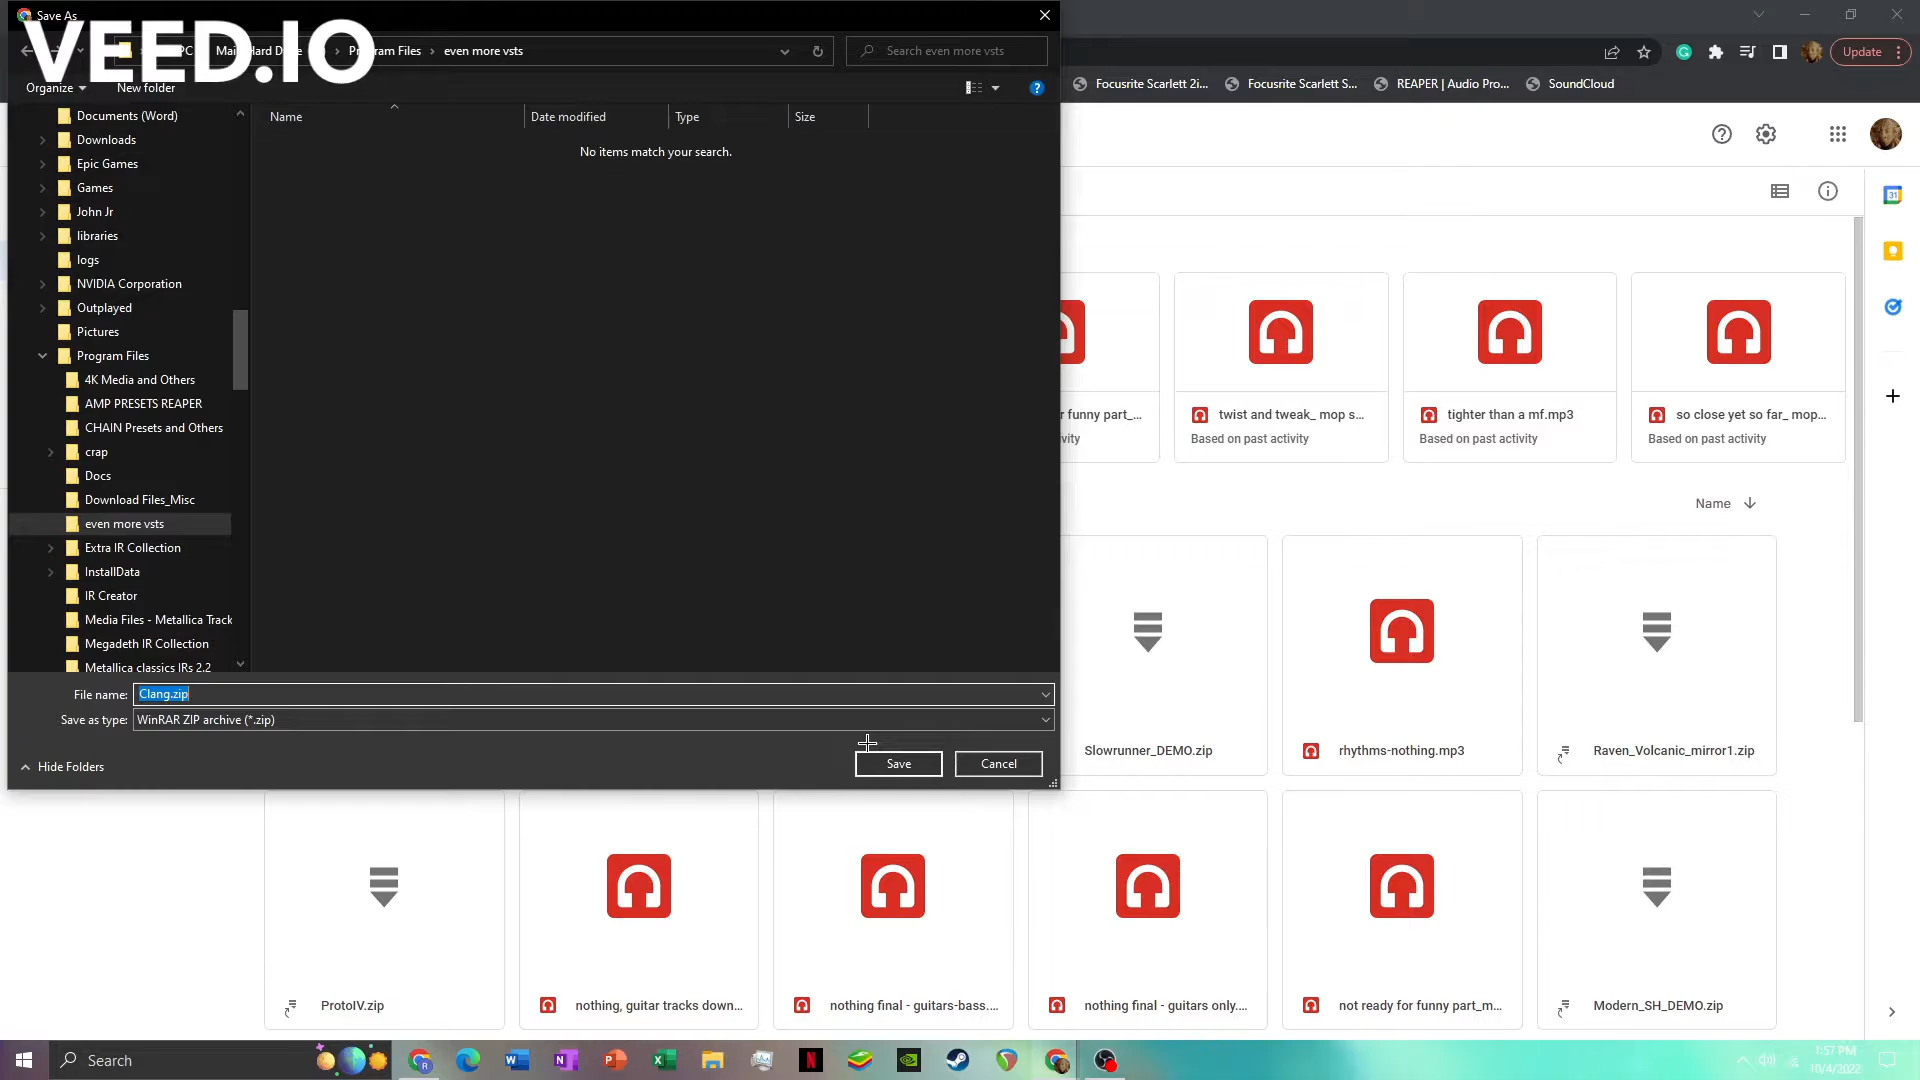 Save As
VEED.IO
PC
Program Files
even more vsts
Search even more vsts
Update
Organize
New folder
Focusrite Scarlett 2i...
Focusrite Scarlett S...
REAPER | Audio Pro...
SoundCloud
Name
Date modified
Type
Size
No items match your search.
Documents (Word)
Downloads
Epic Games
Games
John Jr
libraries
logs
NVIDIA Corporation
Outplayed
Pictures
Program Files
4K Media and Others
AMP PRESETS REAPER
CHAIN Presets and Others
crap
Docs
Download Files_Misc
even more vsts
Extra IR Collection
InstallData
IR Creator
Media Files - Metallica Track
Megadeth IR Collection
Metallica classics IRs 2.2
File name:
Clang.zip
Save as type:
WinRAR ZIP archive (*.zip)
Hide Folders
Save
Cancel
31
r funny part_...
twist and tweak_ mop s...
Based on past activity
tighter than a mf.mp3
Based on past activity
so close yet so far_ mop...
Based on past activity
Name
Slowrunner_DEMO.zip
rhythms-nothing.mp3
Raven_Volcanic_mirror1.zip
ProtoIV.zip
nothing, guitar tracks down...
nothing final - guitars-bass....
nothing final - guitars only....
not ready for funny part_m...
Modern_SH_DEMO.zip
Search
1:57 PM
10/4/2022